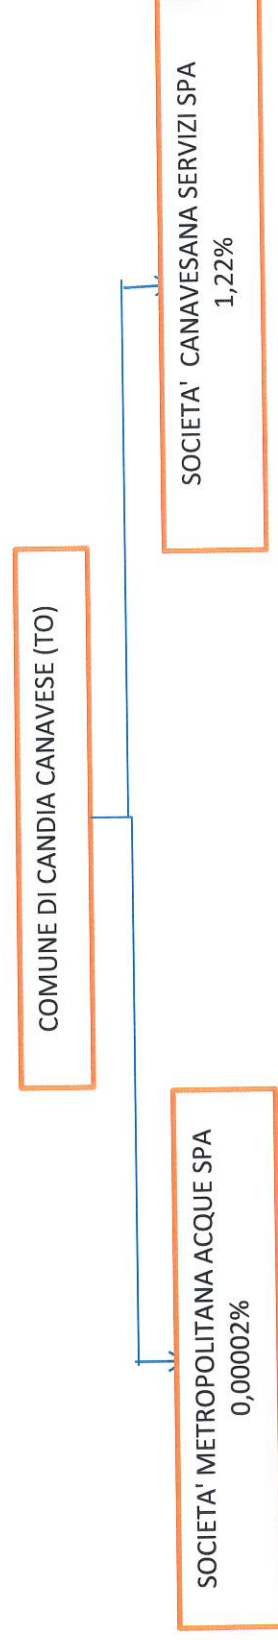 COMUNE DI CANDIA CANAVESE (TO)
SOCIETA' METROPOLITANA ACQUE SPA
0,00002%
SOCIETA' CANAVESANA SERVIZI SPA
1,22%